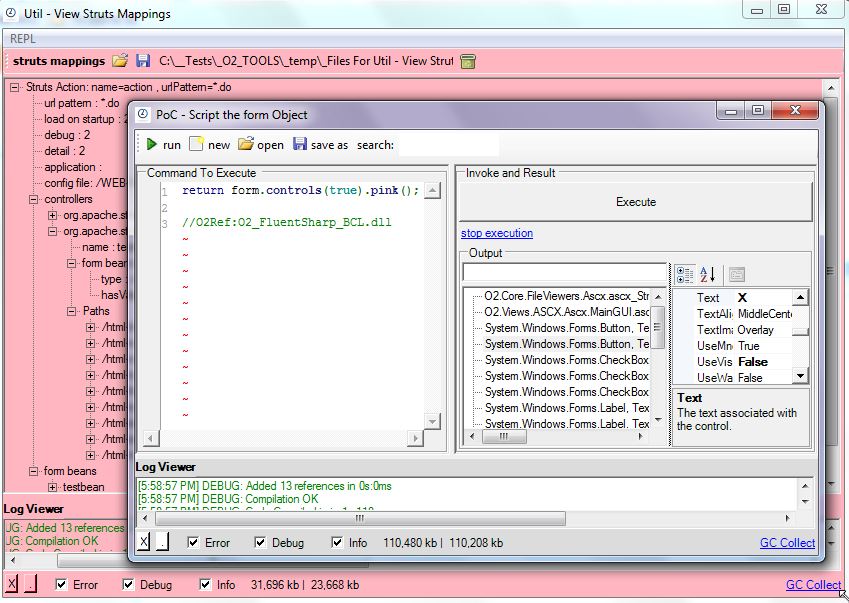 Util - View Struts Mappings
REPL
struts mappings C:\__Tests\_O2_TOOLS\_temp\_Files For Util - View Strut
Struts Action: name=action , urlPattern=*.do
url pattern : *.do
load on startup : 2
debug : 2
detail : 2
application :
config file: /WEB
controllers
org.apache.st
org.apache.st
name : te
form bean
type :
hasVa
Paths
/html
/html
/html
/html
/html
/html
/html
/html
/html
form beans
testbean
Log Viewer
UG: Added 13 references
JG: Compilation OK
X . Error Debug Info 31,696 kb | 23,668 kb GC Collect
PoC - Script the form Object
run new open save as search:
Command To Execute
1 return form.controls(true).pink();
2
3 //O2Ref:O2_FluentSharp_BCL.dll
~
~
~
~
~
~
~
~
~
~
~
~
Invoke and Result
Execute
stop execution
Output
O2.Core.FileViewers.Ascx.ascx_Str
O2.Views.ASCX.Ascx.MainGUI.asc
System.Windows.Forms.Button, Te
System.Windows.Forms.Button, Te
System.Windows.Forms.CheckBox
System.Windows.Forms.CheckBox
System.Windows.Forms.CheckBox
System.Windows.Forms.Label, Tex
System.Windows.Forms.Label, Tex
Text X
TextAli MiddleCente
TextIma Overlay
UseMne True
UseVis False
UseWa False
Text
The text associated with
the control.
Log Viewer
[5:58:57 PM] DEBUG: Added 13 references in 0s:0ms
[5:58:57 PM] DEBUG: Compilation OK
X . Error Debug Info 110,480 kb | 110,208 kb GC Collect